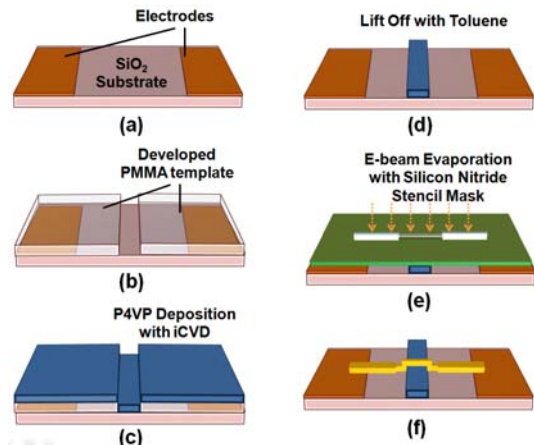 Electrodes
SiO2
Substrate
(a)
Developed
PMMA template
(b)
P4VP Deposition
with iCVD
(c)
Lift Off with Toluene
(d)
E-beam Evaporation
with Silicon Nitride
Stencil Mask
(e)
(f)